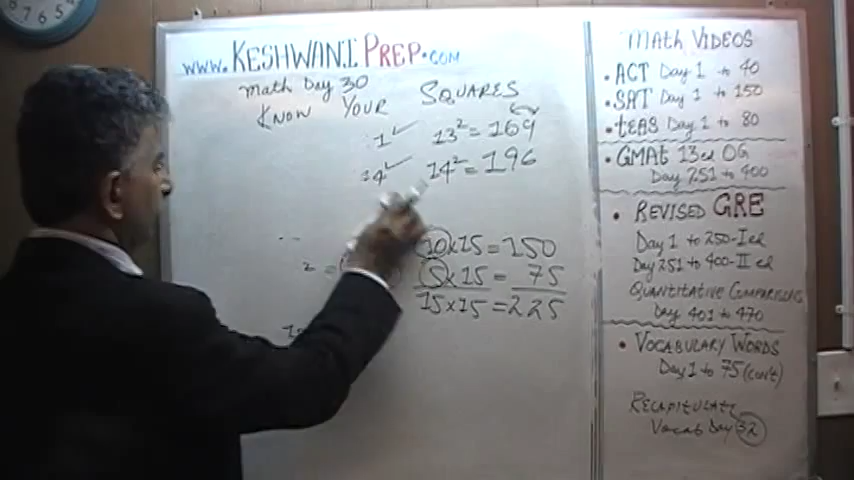 www.KESHWANIPREP.com
Math Day 30
KNOW YOUR SQUARES
13² = 169
14² = 196
10x15 = 150
5x15 = 75
15x15 = 225
Math VIDEOS
• ACT Day 1 to 40
• SAT Day 1 to 150
• tEAS Day 1 to 80
• GMAt 13ed OG
Day 251 to 400
• REVISED GRE
Day 1 to 250-I ed
Day 251 to 400-II ed
QUANTITATIVE COMPARISONS
Day 401 to 470
• VOCABULARY WORDS
Day 1 to 75 (con't)
RECAPITULATE
Vocab Day 32